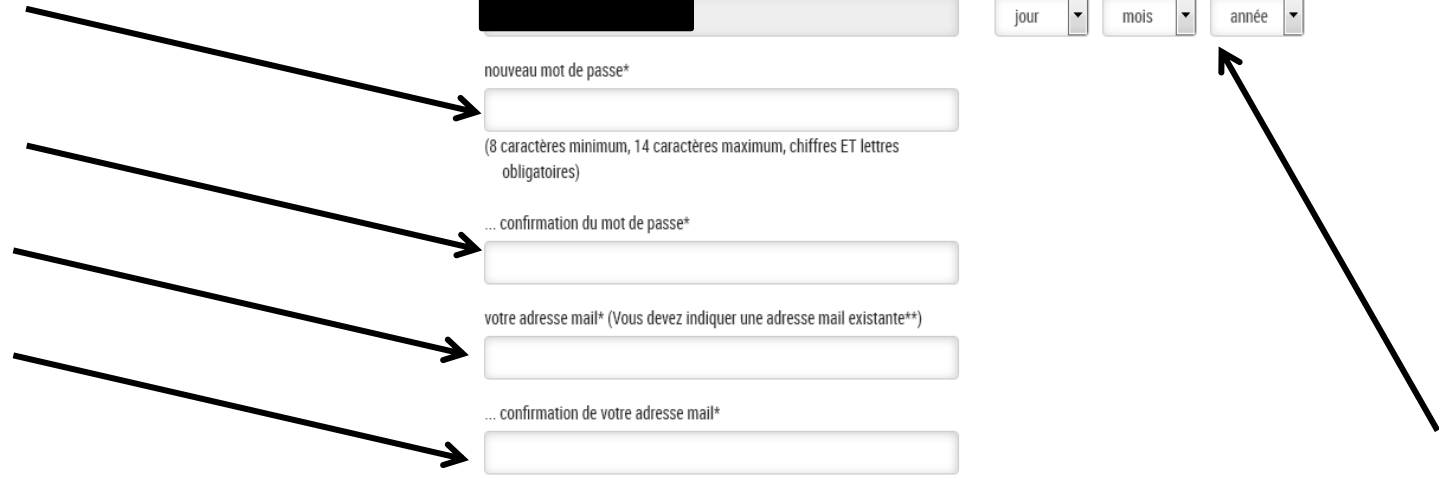 jour mois année
nouveau mot de passe*
(8 caractères minimum, 14 caractères maximum, chiffres ET lettres
obligatoires)
... confirmation du mot de passe*
votre adresse mail* (Vous devez indiquer une adresse mail existante**)
... confirmation de votre adresse mail*